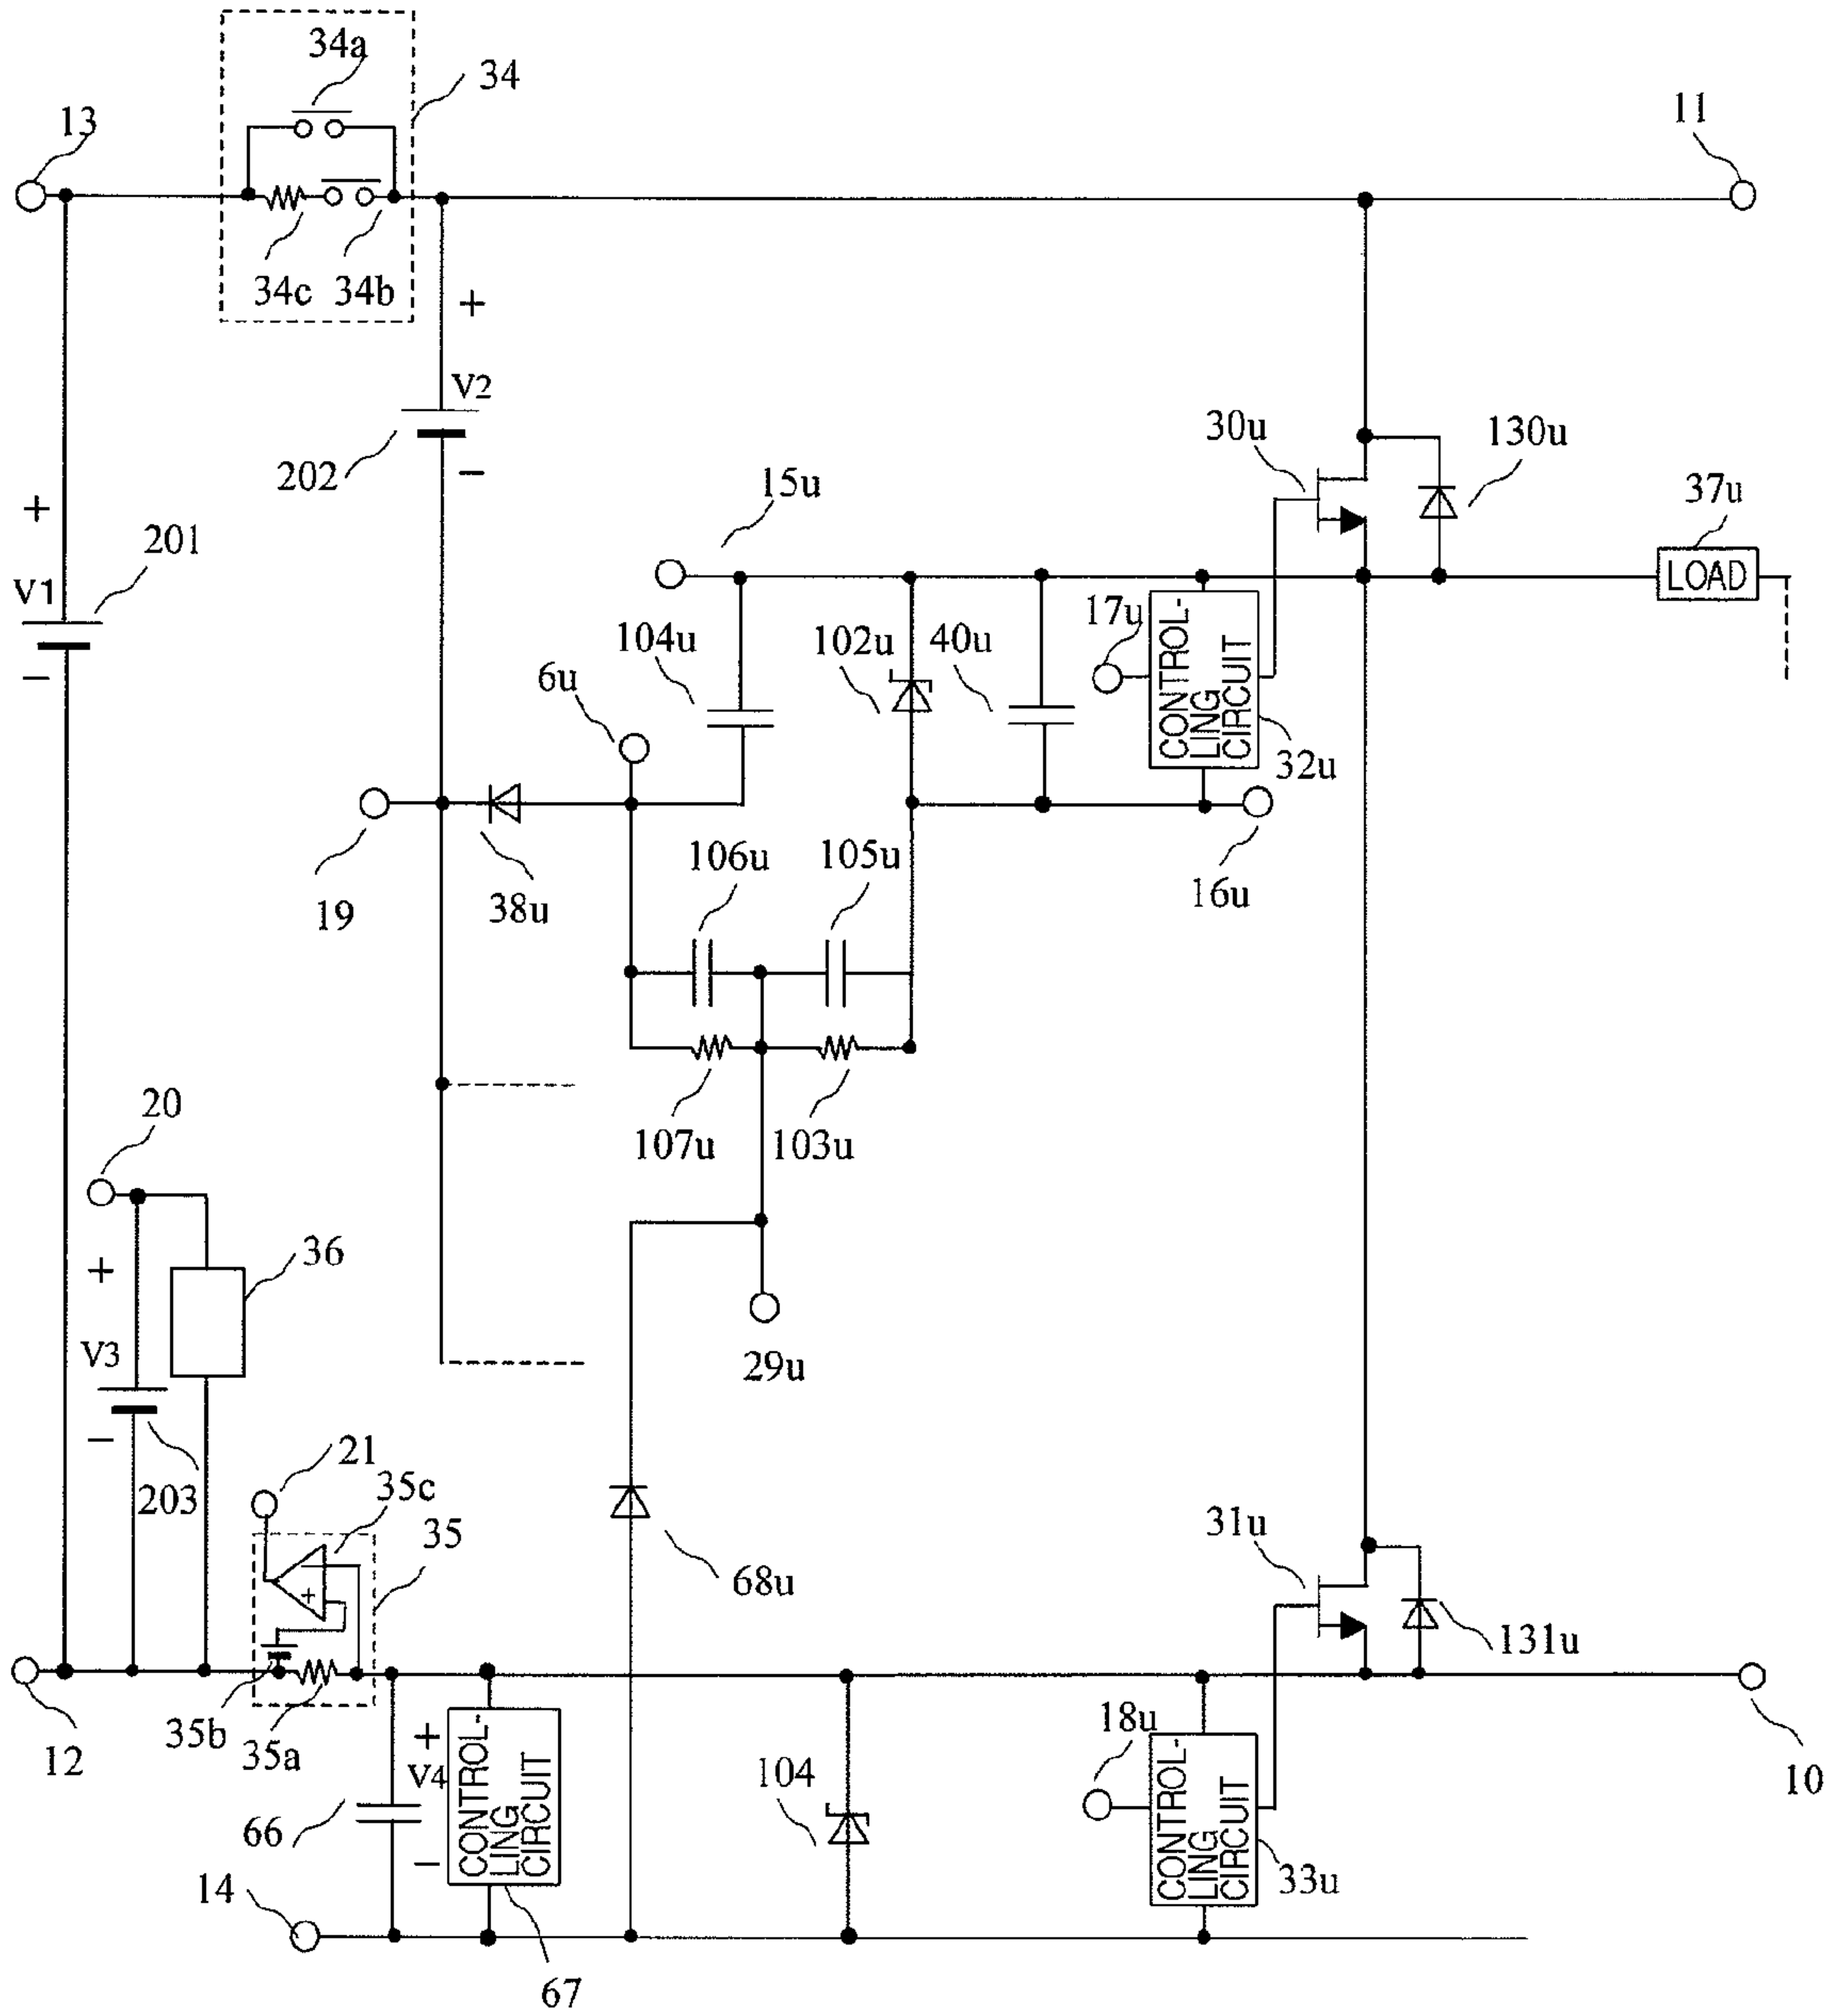 34a
34
13
11
34c
34b
+
V2
202
−
30u
130u
15u
37u
LOAD
+
201
V1
−
17u
104u
102u
40u
6u
CONTROL-
LING
CIRCUIT
32u
106u
105u
16u
19
38u
20
107u
103u
36
+
V3
−
29u
203
21
35c
35
31u
68u
+
131u
35b
35a
12
18u
10
+
V4
66
−
CONTROL-
LING
CIRCUIT
104
CONTROL-
LING
CIRCUIT
33u
14
67